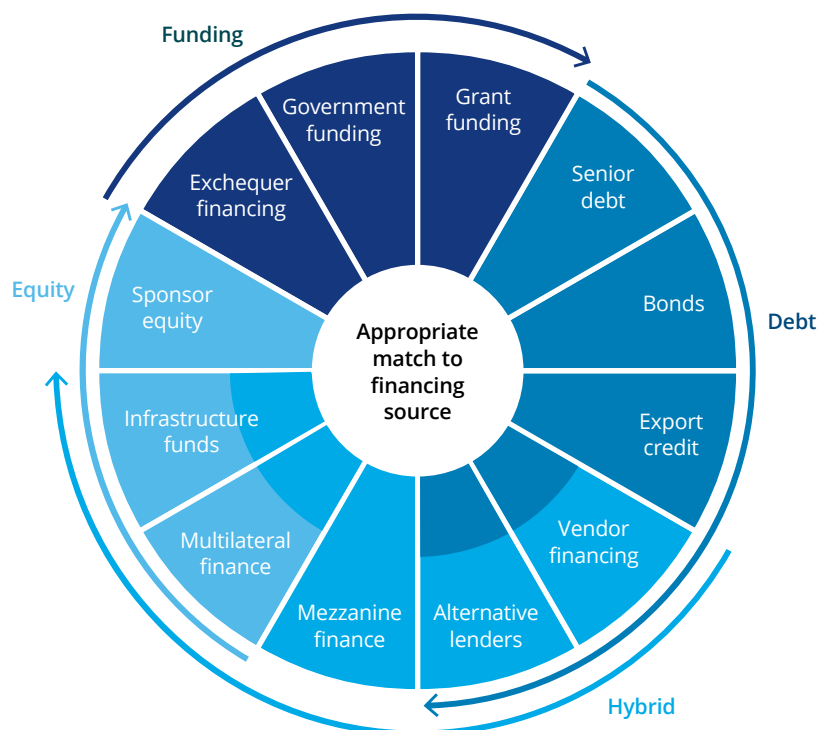 Funding
Government
funding
Grant
funding
Exchequer
financing
Senior
debt
Equity
Sponsor
equity
Bonds
Debt
Appropriate
match to
financing
source
Infrastructure
funds
Export
credit
Multilateral
finance
Vendor
financing
Mezzanine
finance
Alternative
lenders
Hybrid